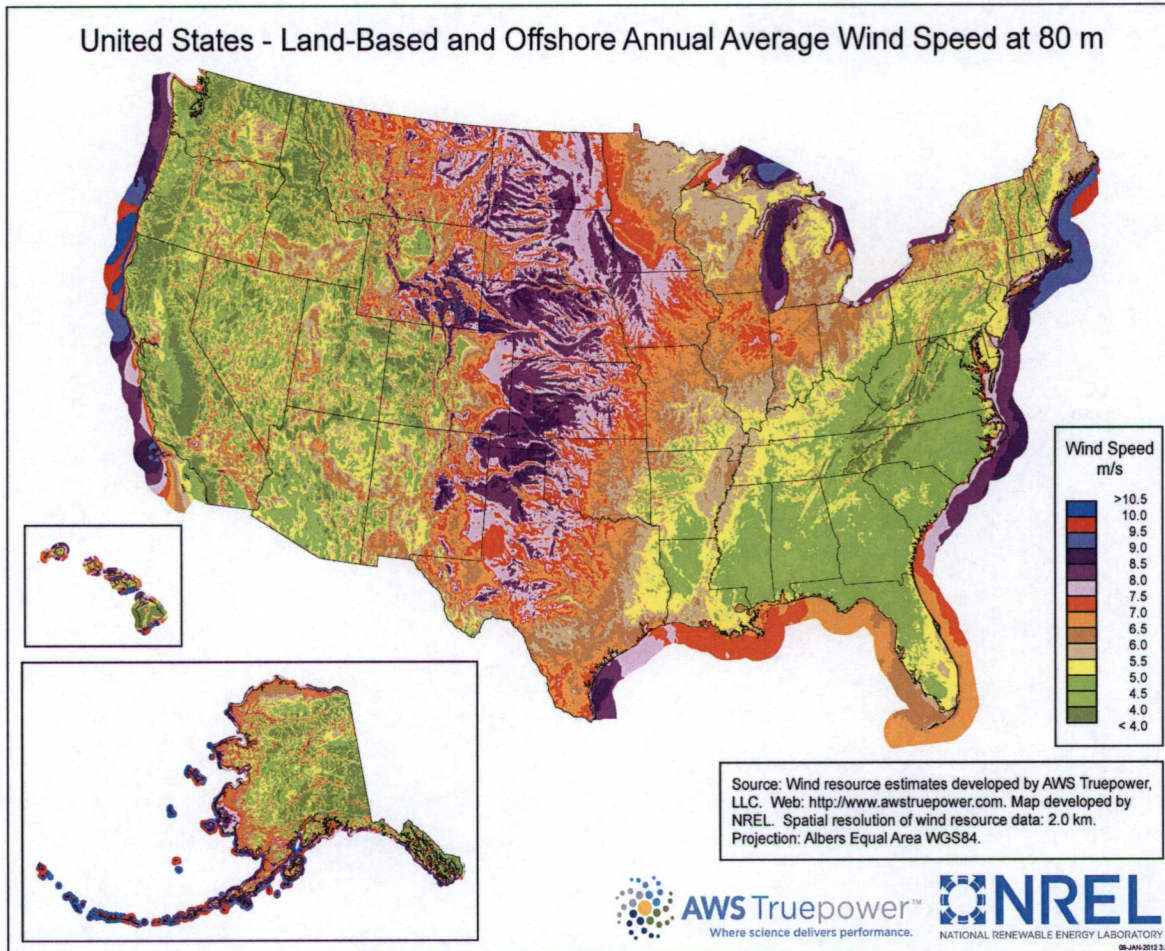 United States - Land-Based and Offshore Annual Average Wind Speed at 80 m
Wind Speed
m/s
>10.5
10.0
9.5
9.0
8.5
8.0
7.5
7.0
6.5
6.0
5.5
5.0
4.5
4.0
< 4.0
Source: Wind resource estimates developed by AWS Truepower,
LLC. Web: http://www.awstruepower.com. Map developed by
NREL. Spatial resolution of wind resource data: 2.0 km.
Projection: Albers Equal Area WGS84.
AWS Truepower™
Where science delivers performance.
NREL
NATIONAL RENEWABLE ENERGY LABORATORY